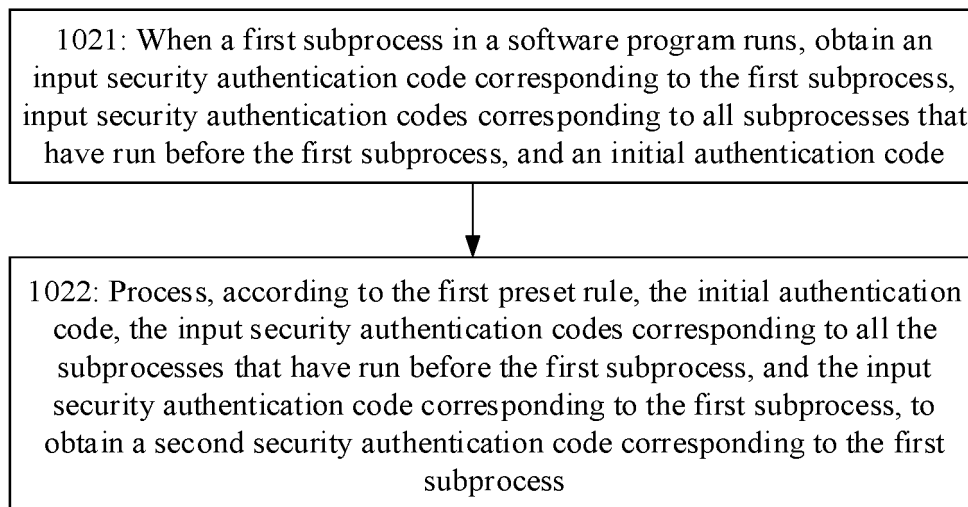 1021: When a first subprocess in a software program runs, obtain an
input security authentication code corresponding to the first subprocess,
input security authentication codes corresponding to all subprocesses that
have run before the first subprocess, and an initial authentication code
1022: Process, according to the first preset rule, the initial authentication
code, the input security authentication codes corresponding to all the
subprocesses that have run before the first subprocess, and the input
security authentication code corresponding to the first subprocess, to
obtain a second security authentication code corresponding to the first
subprocess